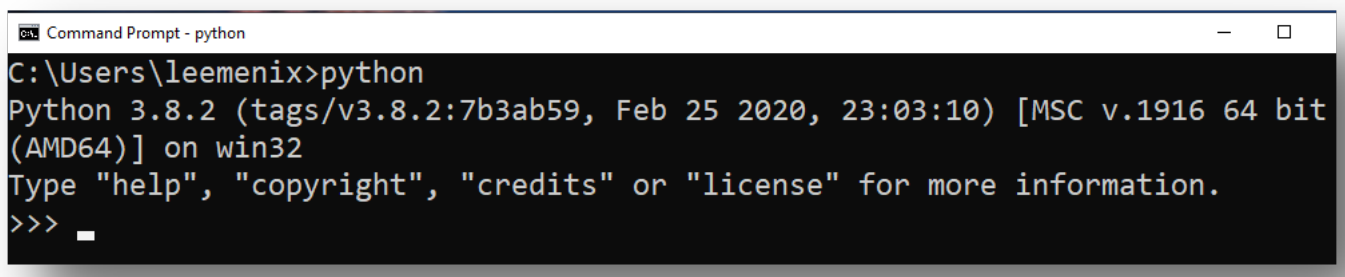 Command Prompt - python
C:\Users\leemenix>python
Python 3.8.2 (tags/v3.8.2:7b3ab59, Feb 25 2020, 23:03:10) [MSC v.1916 64 bit
(AMD64)] on win32
Type "help", "copyright", "credits" or "license" for more information.
>>>